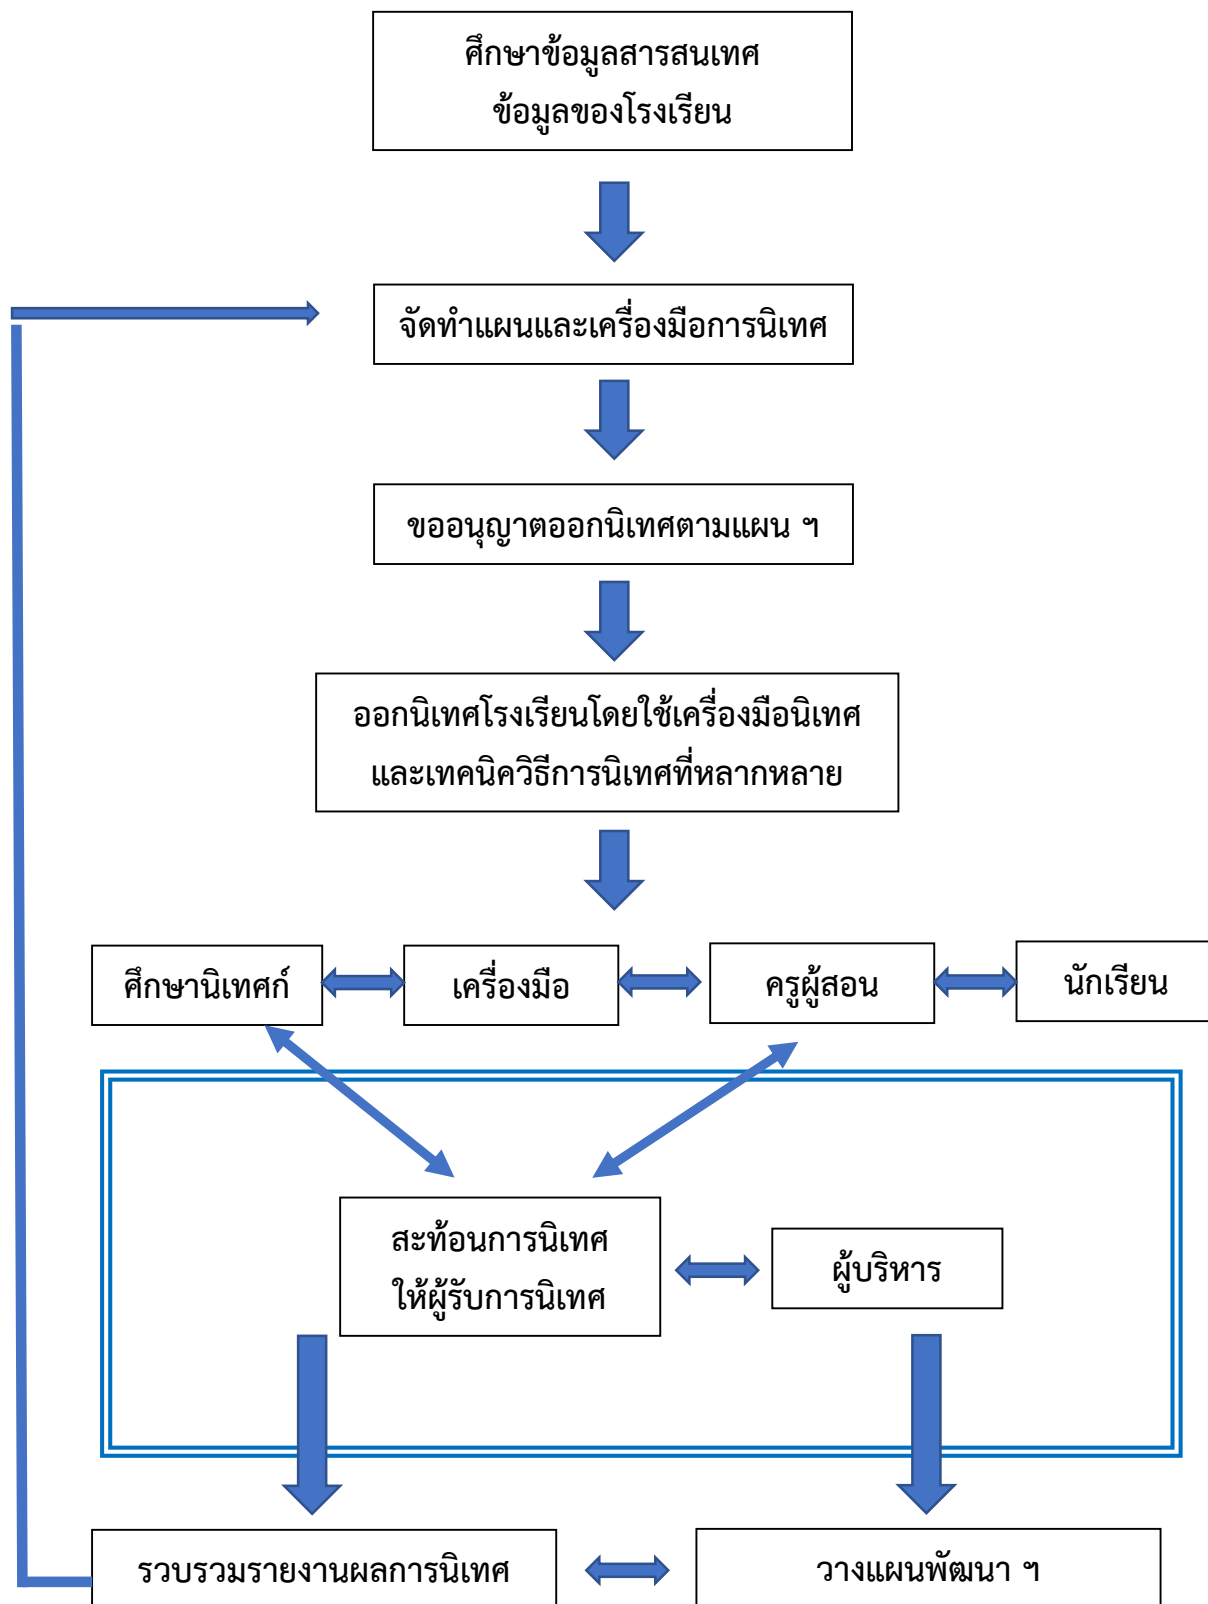 ศึกษาข้อมูลสารสนเทศ
ข้อมูลของโรงเรียน
จัดทำแผนและเครื่องมือการนิเทศ
ขออนุญาตออกนิเทศตามแผน ฯ
ออกนิเทศโรงเรียนโดยใช้เครื่องมือนิเทศ
และเทคนิควิธีการนิเทศที่หลากหลาย
ศึกษานิเทศก์
เครื่องมือ
ครูผู้สอน
นักเรียน
สะท้อนการนิเทศ
ให้ผู้รับการนิเทศ
ผู้บริหาร
รวบรวมรายงานผลการนิเทศ
วางแผนพัฒนา ฯ